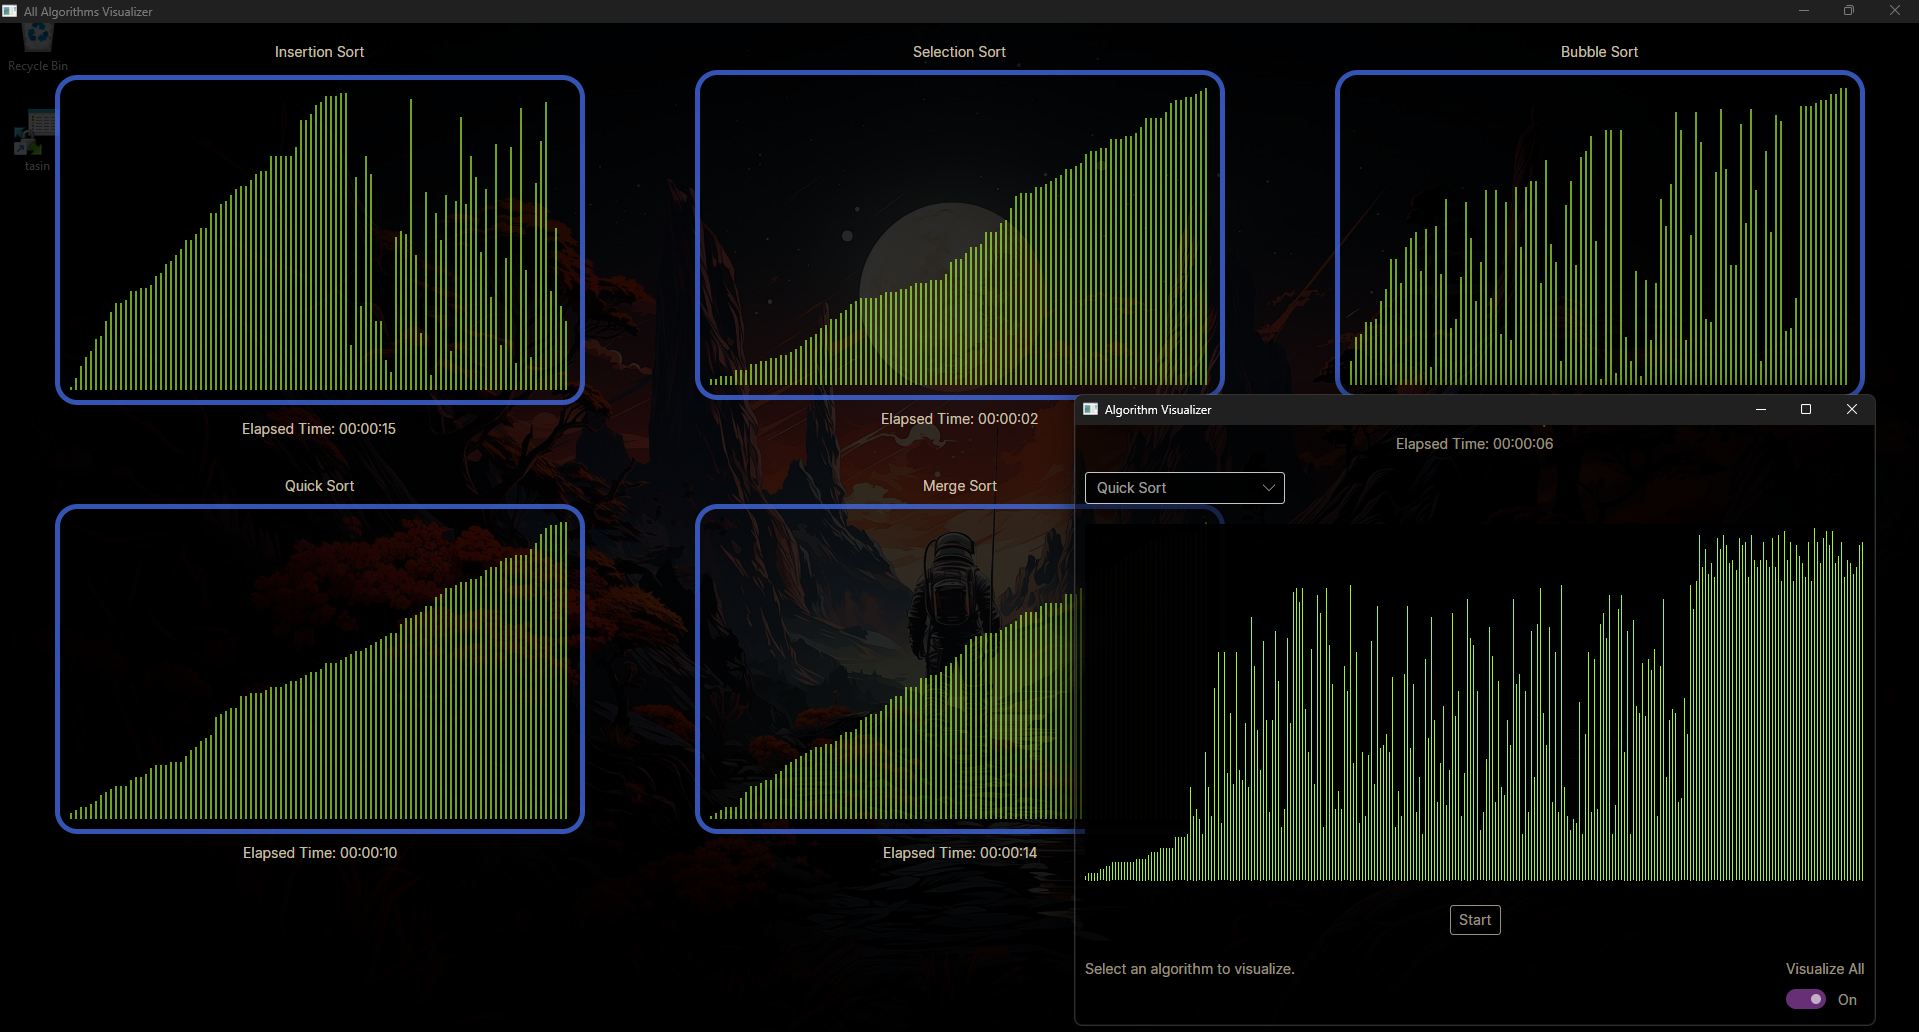 All Algorithms Visualizer
Recycle Bin
tasin
Insertion Sort
Selection Sort
Bubble Sort
Elapsed Time: 00:00:15
Elapsed Time: 00:00:02
Quick Sort
Merge Sort
Elapsed Time: 00:00:10
Elapsed Time: 00:00:14
Algorithm Visualizer
Elapsed Time: 00:00:06
Quick Sort
Start
Select an algorithm to visualize.
Visualize All
On